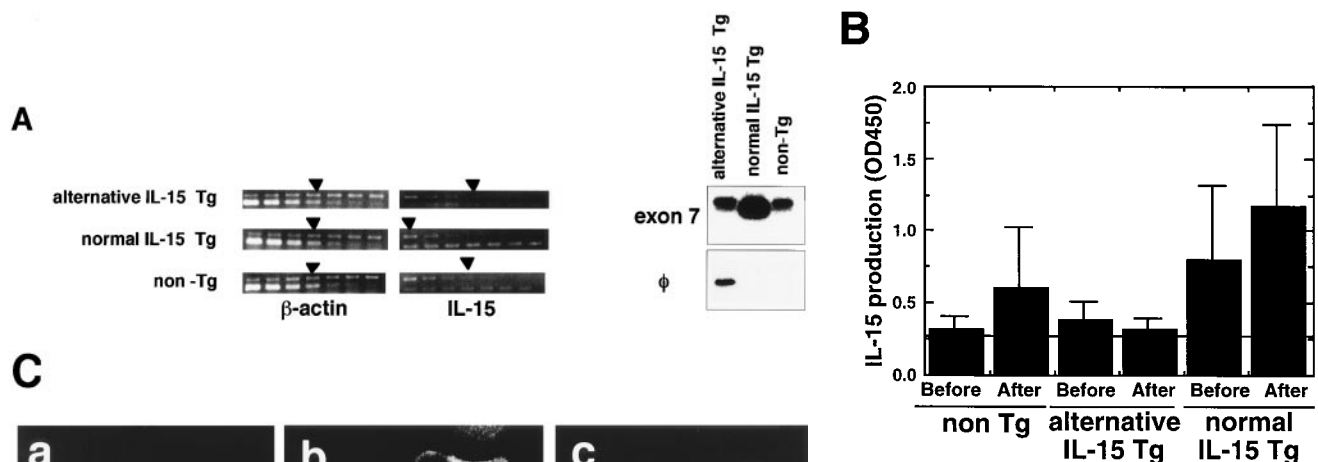 A
alternative IL-15 Tg
normal IL-15 Tg
non -Tg
β-actin
IL-15
alternative IL-15 Tg
normal IL-15 Tg
non-Tg
exon 7
ϕ
B
IL-15 production (OD450)
2.0
1.5
1.0
0.5
0.0
Before After Before After Before After
non Tg alternative IL-15 Tg normal IL-15 Tg
C
a
b
c